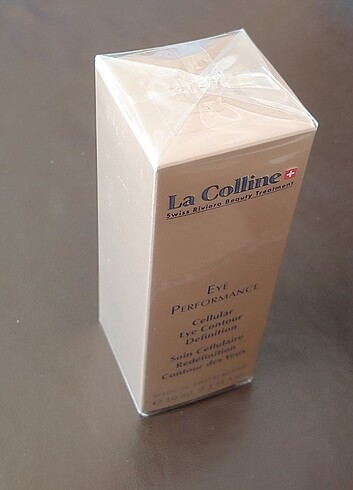 La Colline
Swiss Riviera Beauty Treatment
EYE
PERFORMANCE
Cellular
Eye Contour
Definition
Soin Cellulaire
Redéfinition
Contour des yeux